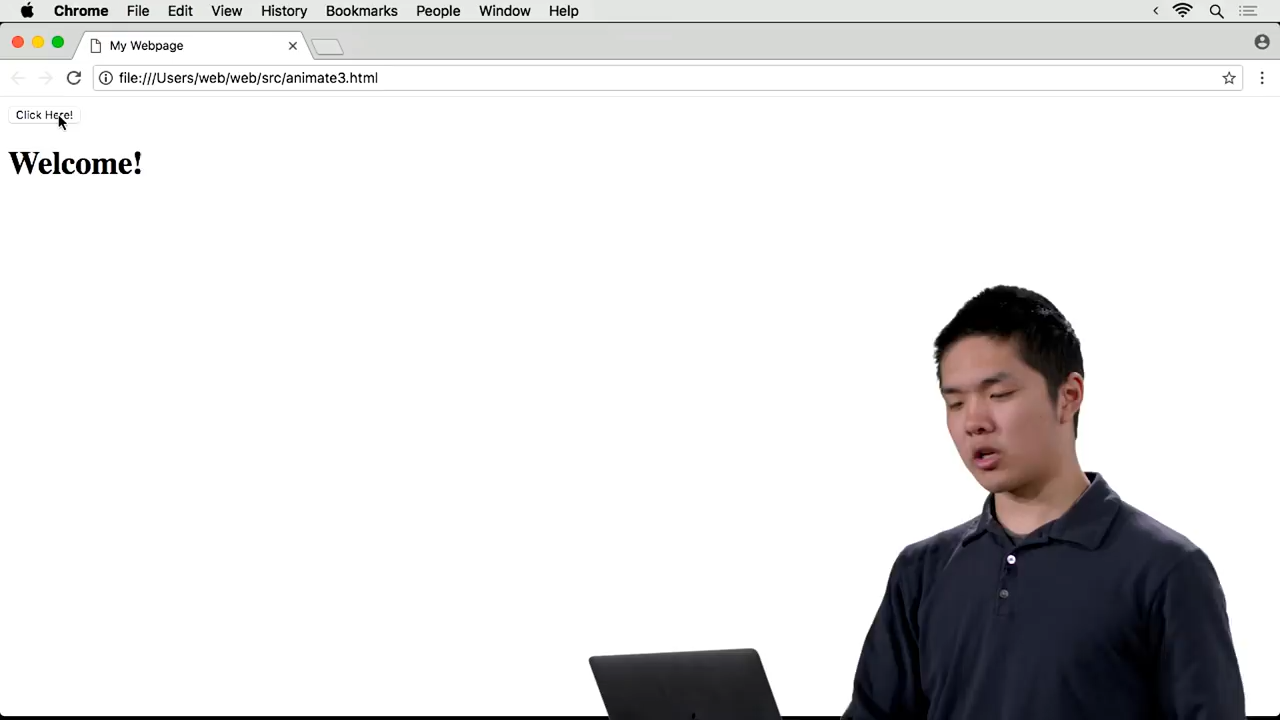 Chrome File Edit View History Bookmarks People Window Help
My Webpage
file:///Users/web/web/src/animate3.html
Click Here!
Welcome!